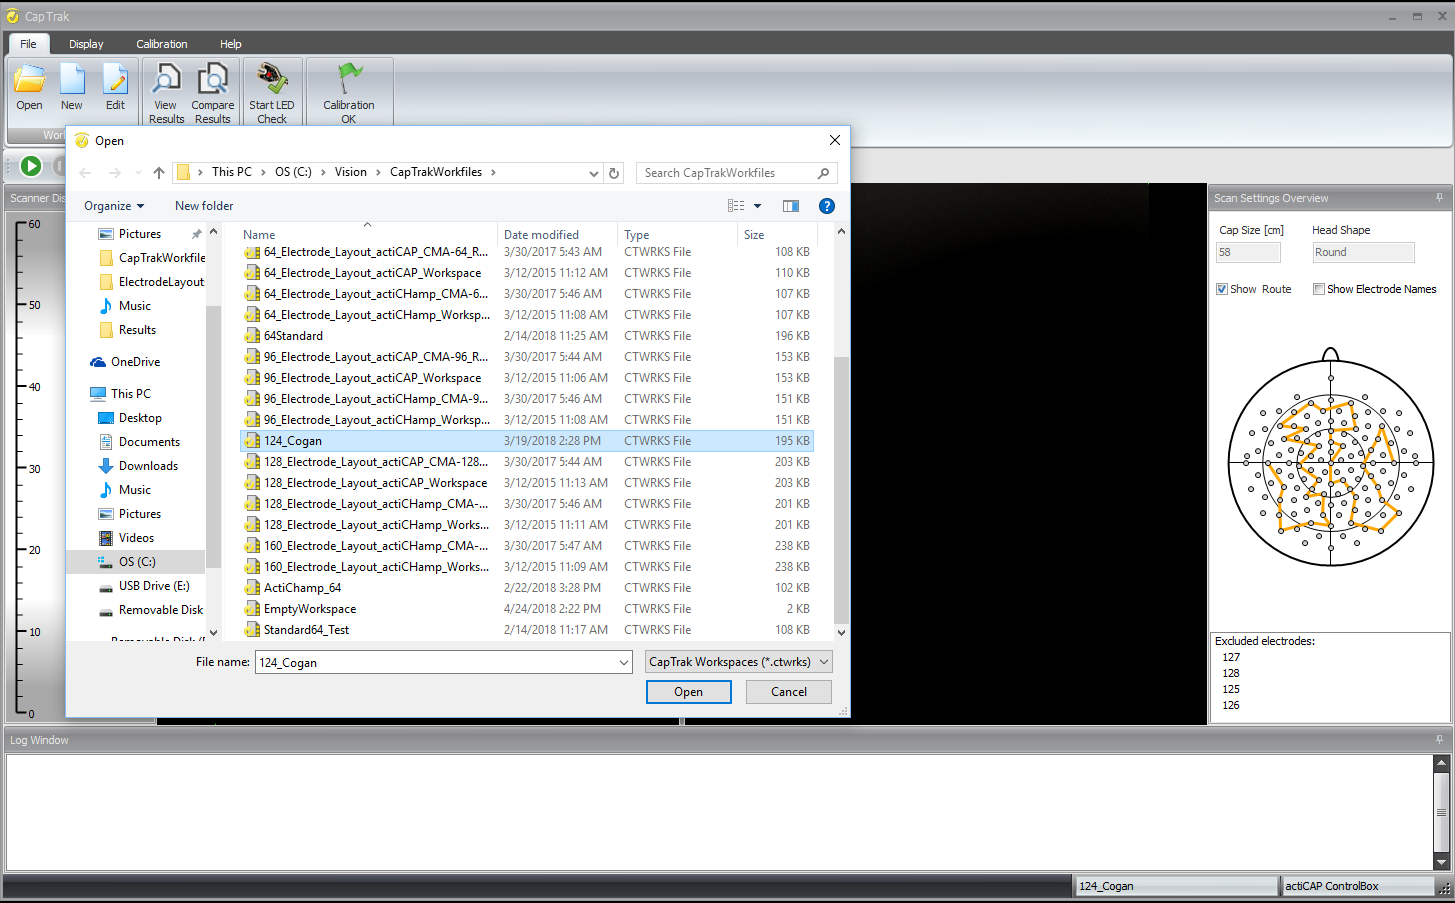 CapTrak
File Display Calibration Help
Open New Edit View Results Compare Results Start LED Check Calibration OK
Open
This PC > OS (C:) > Vision > CapTrakWorkfiles >
Search CapTrakWorkfiles
Organize New folder
Name Date modified Type Size
Pictures
CapTrakWorkfile
ElectrodeLayout
Music
Results
OneDrive
This PC
Desktop
Documents
Downloads
Music
Pictures
Videos
OS (C:)
USB Drive (E:)
Removable Disk
64_Electrode_Layout_actiCAP_CMA-64_R... 3/30/2017 5:43 AM CTWRKS File 108 KB
64_Electrode_Layout_actiCAP_Workspace 3/12/2015 11:12 AM CTWRKS File 110 KB
64_Electrode_Layout_actiCHamp_CMA-6... 3/30/2017 5:46 AM CTWRKS File 107 KB
64_Electrode_Layout_actiCHamp_Worksp... 3/12/2015 11:08 AM CTWRKS File 107 KB
64Standard 2/14/2018 11:25 AM CTWRKS File 196 KB
96_Electrode_Layout_actiCAP_CMA-96_R... 3/30/2017 5:44 AM CTWRKS File 153 KB
96_Electrode_Layout_actiCAP_Workspace 3/12/2015 11:06 AM CTWRKS File 153 KB
96_Electrode_Layout_actiCHamp_CMA-9... 3/30/2017 5:46 AM CTWRKS File 151 KB
96_Electrode_Layout_actiCHamp_Worksp... 3/12/2015 11:08 AM CTWRKS File 151 KB
124_Cogan 3/19/2018 2:28 PM CTWRKS File 195 KB
128_Electrode_Layout_actiCAP_CMA-128... 3/30/2017 5:44 AM CTWRKS File 203 KB
128_Electrode_Layout_actiCAP_Workspace 3/12/2015 11:13 AM CTWRKS File 203 KB
128_Electrode_Layout_actiCHamp_CMA-... 3/30/2017 5:46 AM CTWRKS File 201 KB
128_Electrode_Layout_actiCHamp_Works... 3/12/2015 11:11 AM CTWRKS File 201 KB
160_Electrode_Layout_actiCHamp_CMA-... 3/30/2017 5:47 AM CTWRKS File 238 KB
160_Electrode_Layout_actiCHamp_Works... 3/12/2015 11:09 AM CTWRKS File 238 KB
ActiChamp_64 2/22/2018 3:28 PM CTWRKS File 102 KB
EmptyWorkspace 4/24/2018 2:22 PM CTWRKS File 2 KB
Standard64_Test 2/14/2018 11:17 AM CTWRKS File 108 KB
File name: 124_Cogan CapTrak Workspaces (*.ctwrks)
Open Cancel
Scanner Dis
60
50
40
30
20
10
0
Scan Settings Overview
Cap Size [cm] Head Shape
58 Round
Show Route Show Electrode Names
Excluded electrodes:
127
128
125
126
Log Window
124_Cogan actiCAP ControlBox